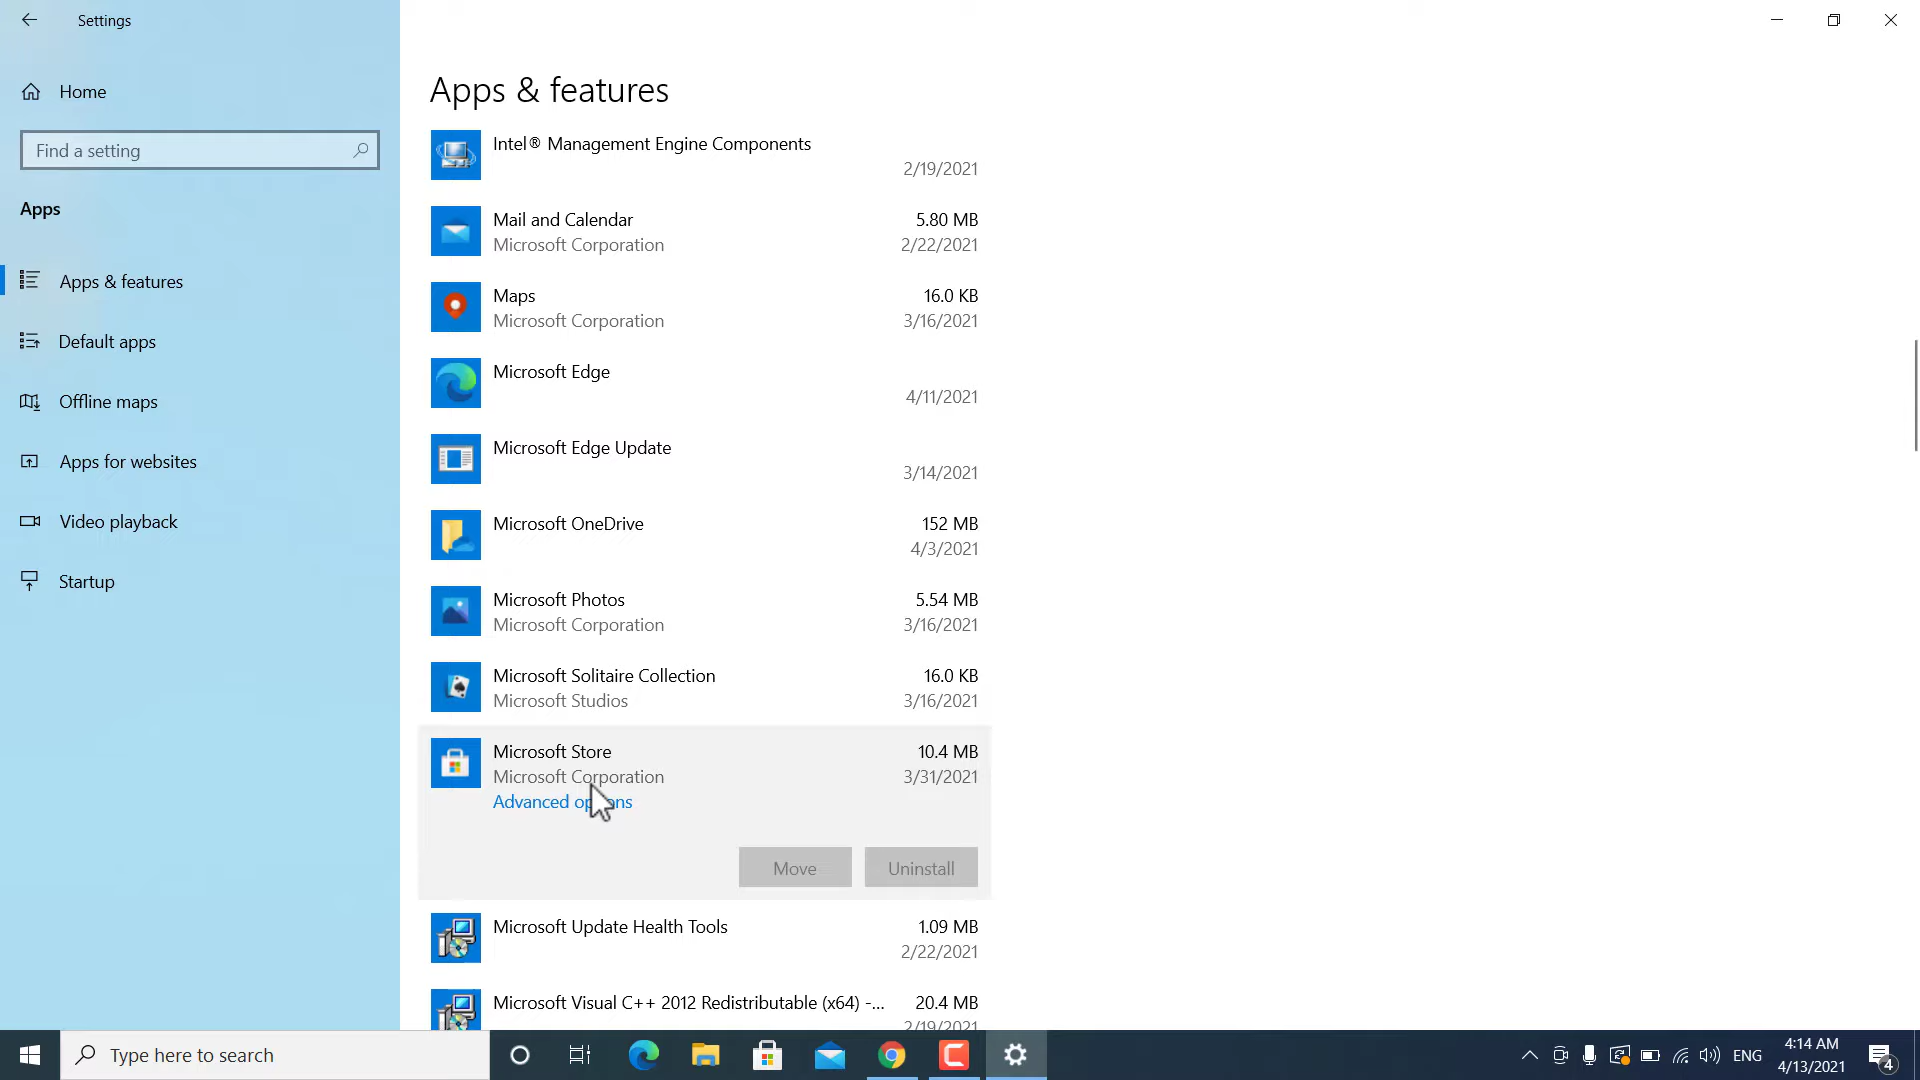 Settings
Home
Find a setting
Apps
Apps & features
Default apps
Offline maps
Apps for websites
Video playback
Startup
Apps & features
Intel® Management Engine Components
2/19/2021
Mail and Calendar 5.80 MB
Microsoft Corporation 2/22/2021
Maps 16.0 KB
Microsoft Corporation 3/16/2021
Microsoft Edge
4/11/2021
Microsoft Edge Update
3/14/2021
Microsoft OneDrive 152 MB
4/3/2021
Microsoft Photos 5.54 MB
Microsoft Corporation 3/16/2021
Microsoft Solitaire Collection 16.0 KB
Microsoft Studios 3/16/2021
Microsoft Store 10.4 MB
Microsoft Corporation 3/31/2021
Advanced options
Move Uninstall
Microsoft Update Health Tools 1.09 MB
2/22/2021
Microsoft Visual C++ 2012 Redistributable (x64) -... 20.4 MB
2/19/2021
Type here to search
ENG
4:14 AM
4/13/2021
4